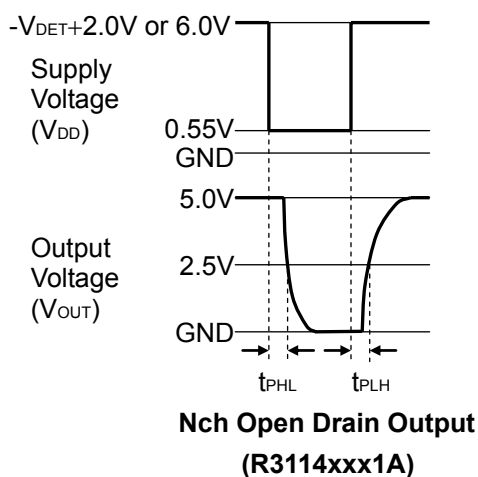 -VDET+2.0V or 6.0V
Supply
Voltage
(VDD)
0.55V
GND
5.0V
Output
Voltage
(VOUT)
2.5V
GND
tPHL
tPLH
Nch Open Drain Output
(R3114xxx1A)